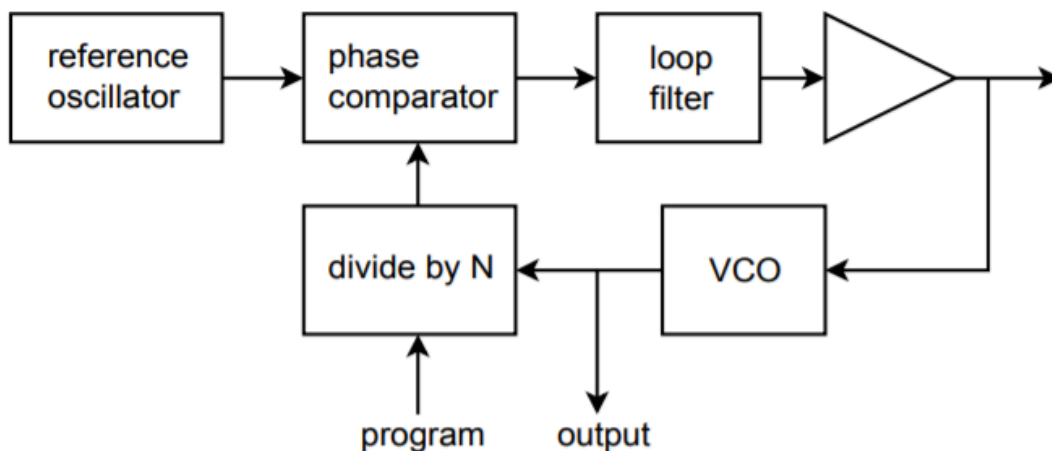 reference
oscillator
phase
comparator
loop
filter
divide by N
VCO
program
output